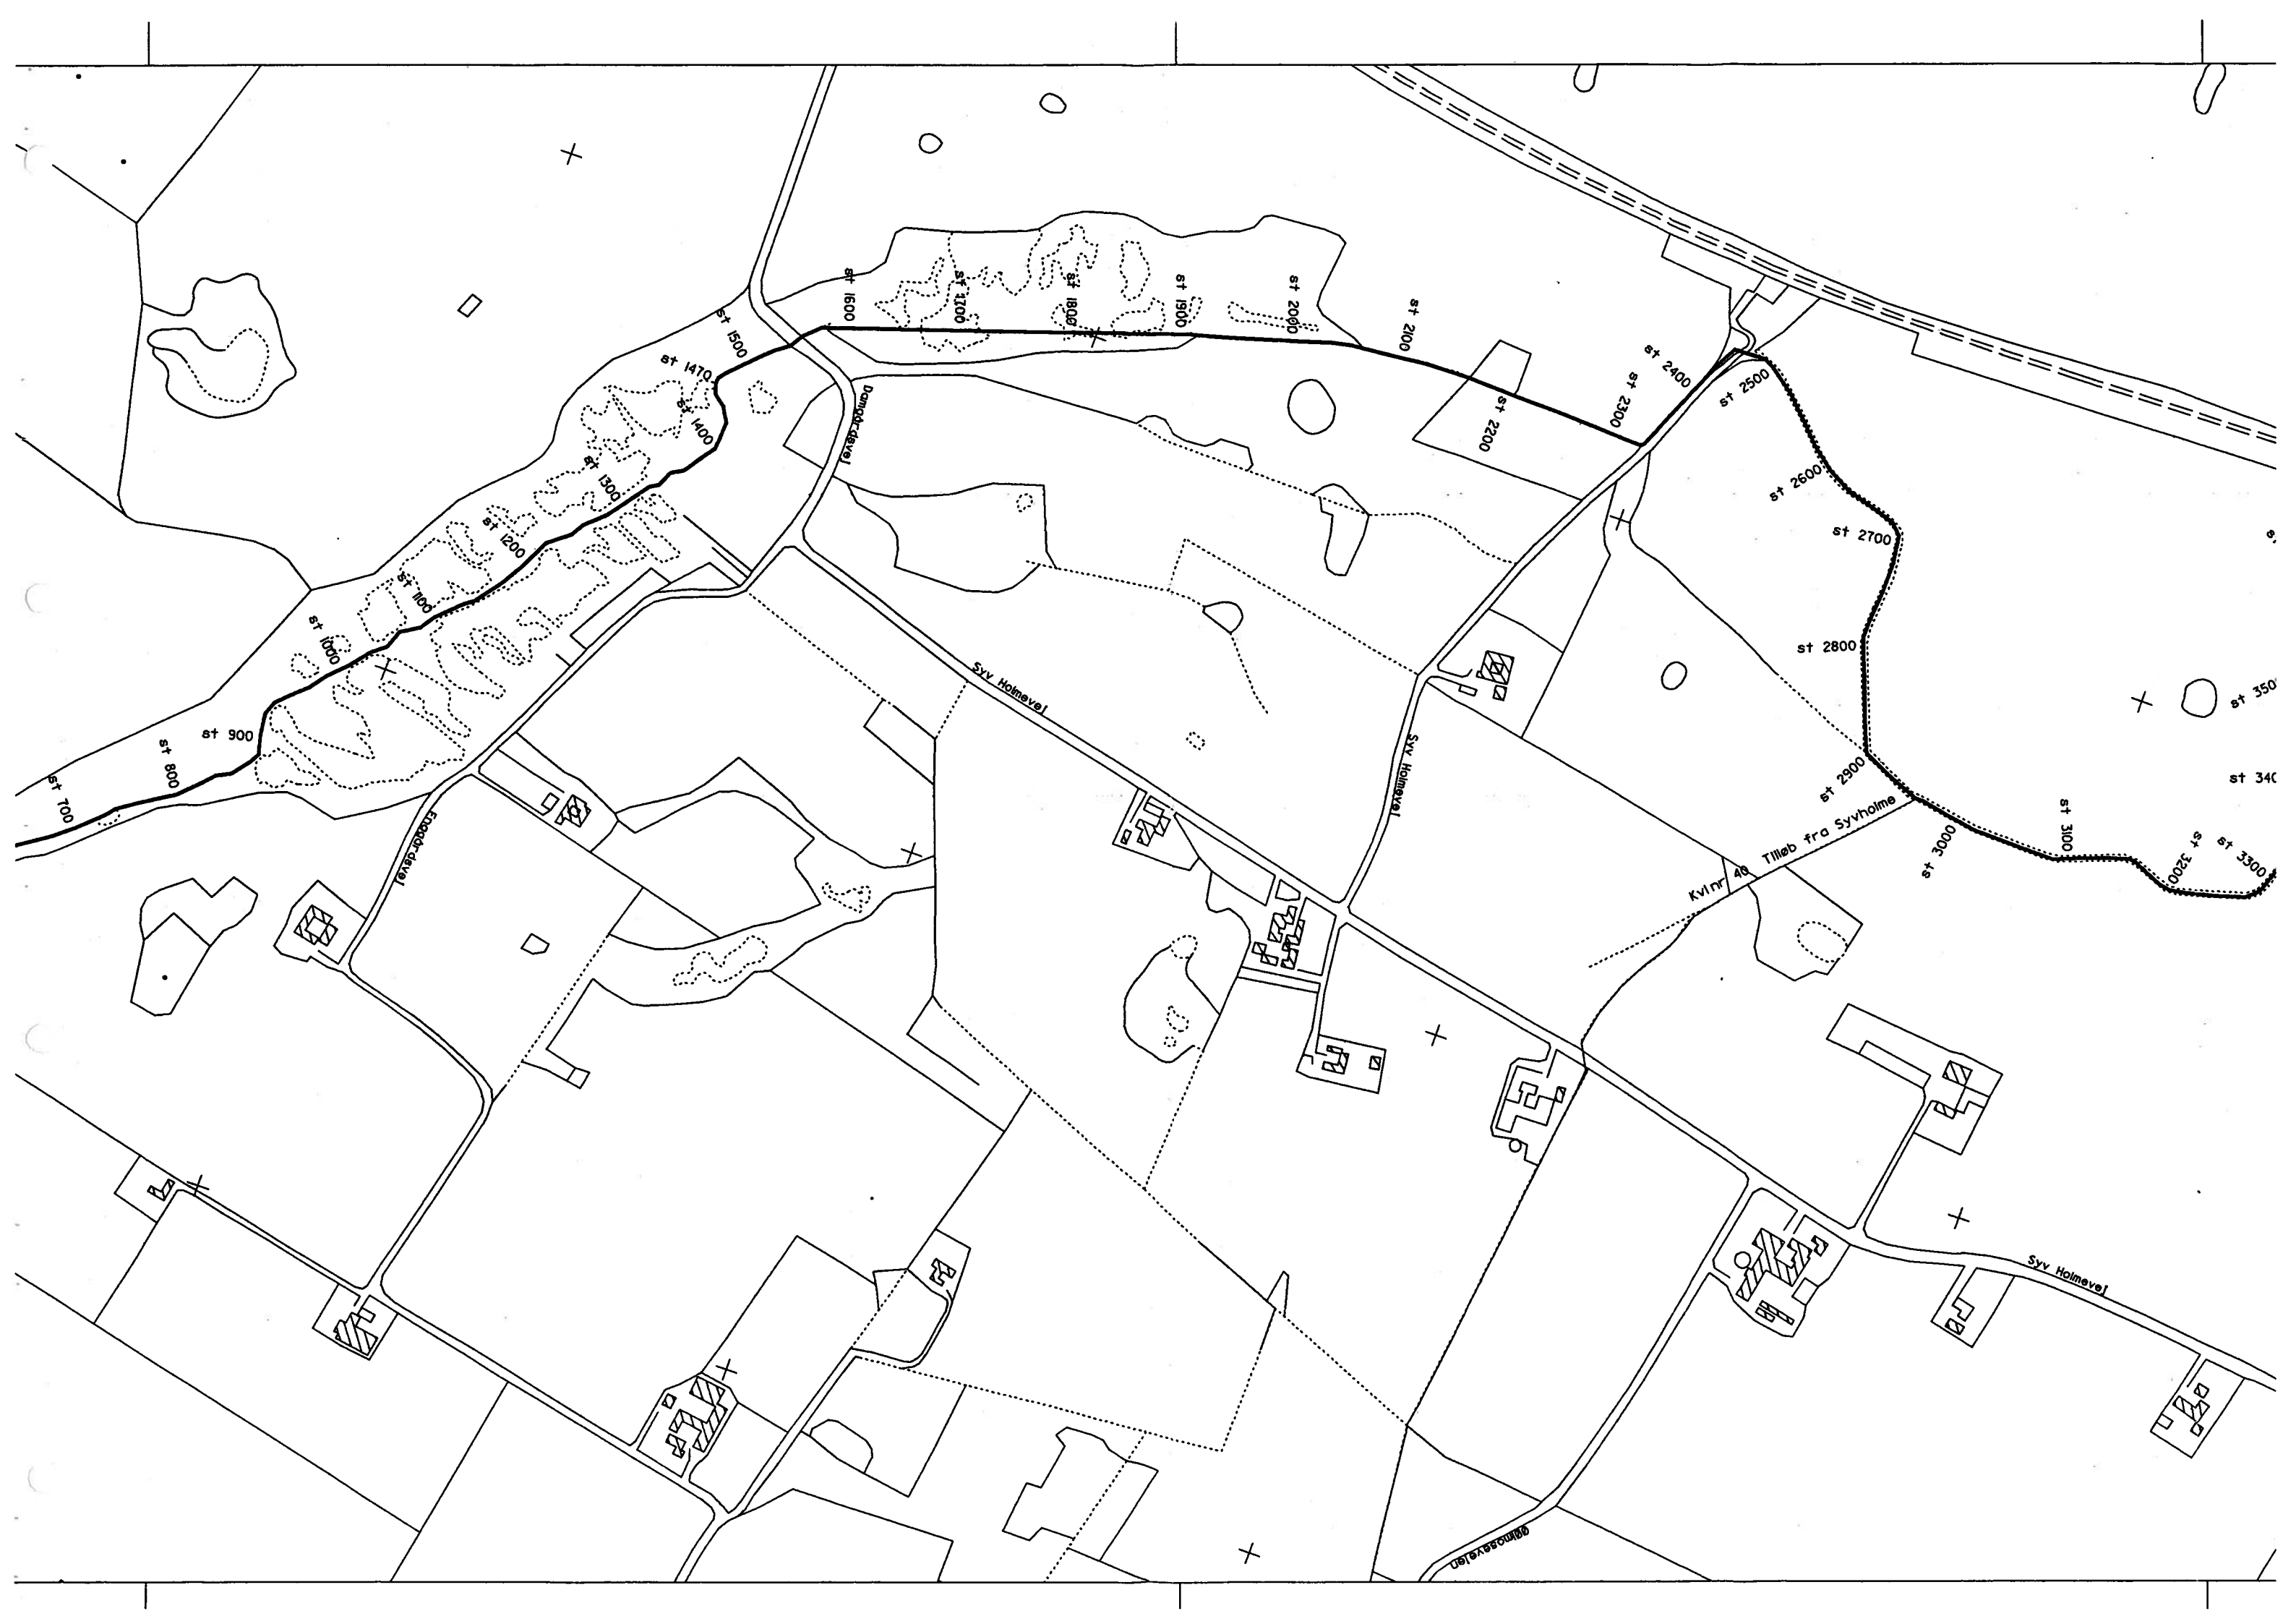 st 700
st 800
st 900
st 1000
st 1100
st 1200
st 1300
st 1400
st 1470
st 1500
st 1600
st 1700
st 1800
st 1900
st 2000
st 2100
st 2200
st 2300
st 2400
st 2500
st 2600
st 2700
st 2800
st 2900
st 3000
st 3100
st 3200
st 3300
st 340
st 350
Damgårdsvej
Syv Holmevej
Syv Holmevej
Enggårdsvej
Kvl nr 40 Tilløb fra Syvholme
Syv Holmevej